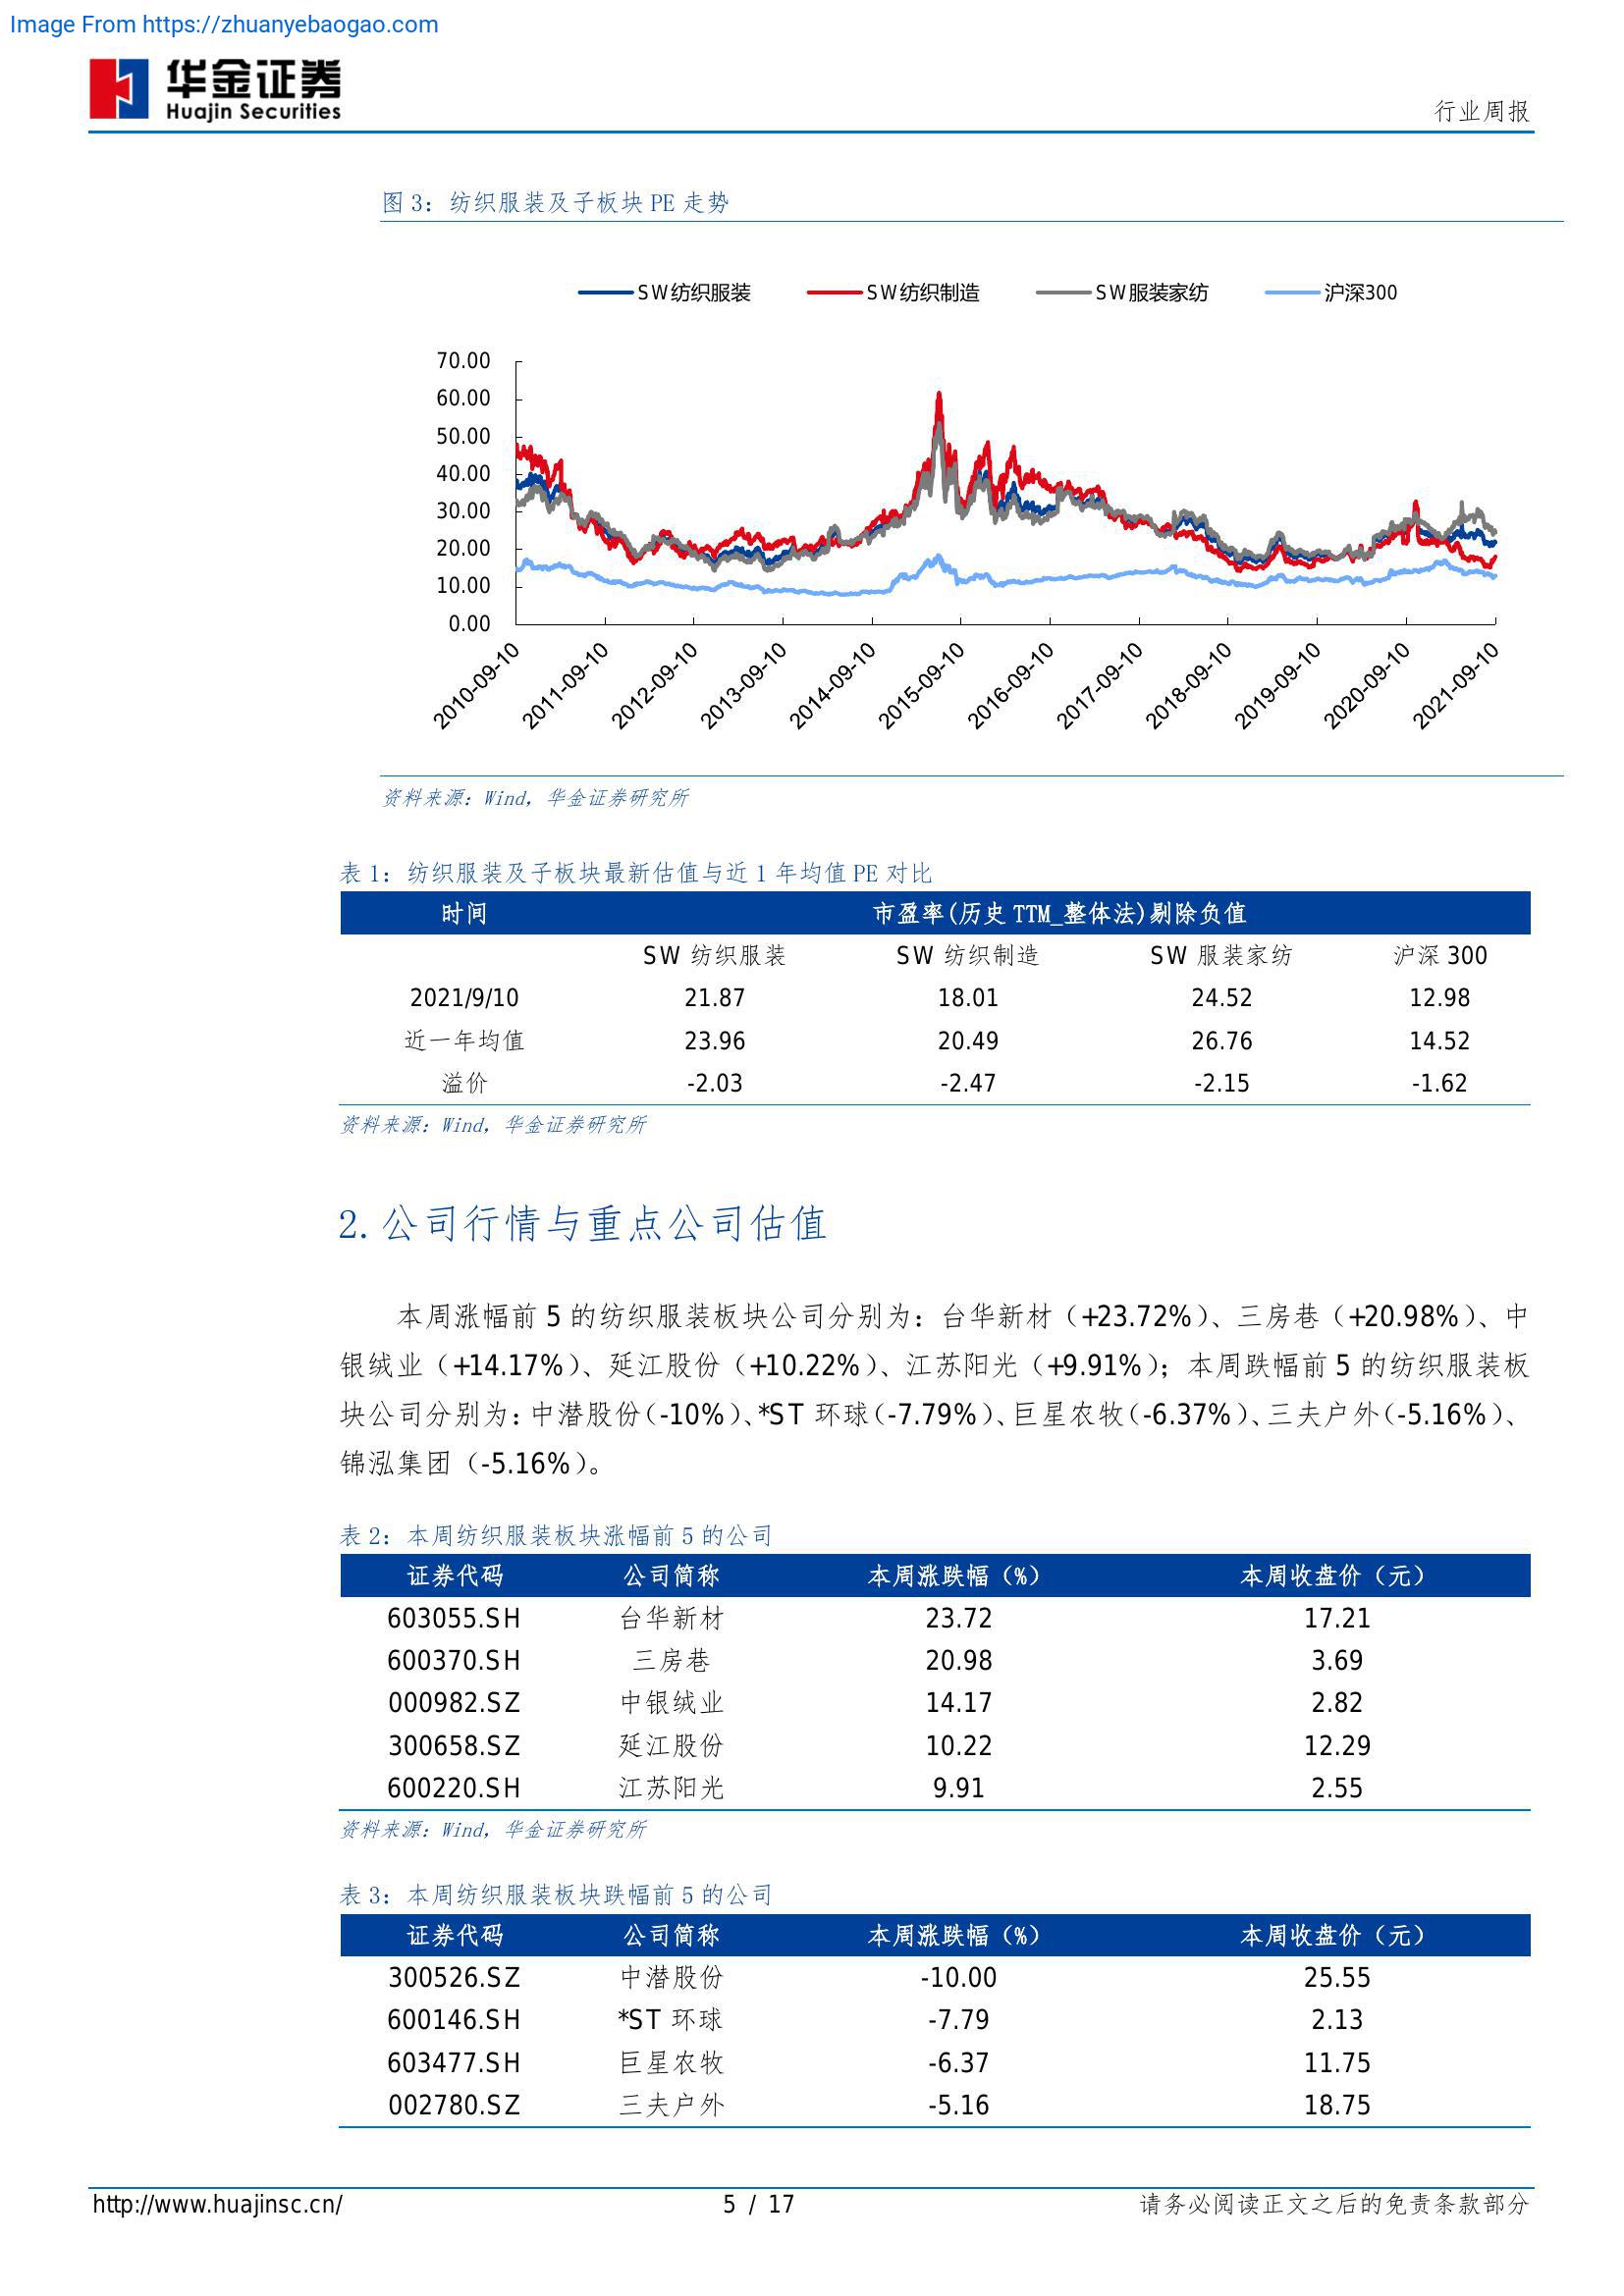 Image From https://zhuanyebaogao.com
华金证券
Huajin Securities
行业周报
图 3：纺织服装及子板块 PE 走势
SW纺织服装 SW纺织制造 SW服装家纺 沪深300
70.00
60.00
50.00
40.00
30.00
20.00
10.00
0.00
2010-09-10 2011-09-10 2012-09-10 2013-09-10 2014-09-10 2015-09-10 2016-09-10 2017-09-10 2018-09-10 2019-09-10 2020-09-10 2021-09-10
资料来源：Wind，华金证券研究所
表 1：纺织服装及子板块最新估值与近 1 年均值 PE 对比
时间 市盈率(历史 TTM_整体法)剔除负值
SW 纺织服装 SW 纺织制造 SW 服装家纺 沪深 300
2021/9/10 21.87 18.01 24.52 12.98
近一年均值 23.96 20.49 26.76 14.52
溢价 -2.03 -2.47 -2.15 -1.62
资料来源：Wind，华金证券研究所
2. 公司行情与重点公司估值
本周涨幅前 5 的纺织服装板块公司分别为：台华新材（+23.72%）、三房巷（+20.98%）、中
银绒业（+14.17%）、延江股份（+10.22%）、江苏阳光（+9.91%）；本周跌幅前 5 的纺织服装板
块公司分别为：中潜股份（-10%）、*ST 环球（-7.79%）、巨星农牧（-6.37%）、三夫户外（-5.16%）、
锦泓集团（-5.16%）。
表 2：本周纺织服装板块涨幅前 5 的公司
证券代码 公司简称 本周涨跌幅（%） 本周收盘价（元）
603055.SH 台华新材 23.72 17.21
600370.SH 三房巷 20.98 3.69
000982.SZ 中银绒业 14.17 2.82
300658.SZ 延江股份 10.22 12.29
600220.SH 江苏阳光 9.91 2.55
资料来源：Wind，华金证券研究所
表 3：本周纺织服装板块跌幅前 5 的公司
证券代码 公司简称 本周涨跌幅（%） 本周收盘价（元）
300526.SZ 中潜股份 -10.00 25.55
600146.SH *ST 环球 -7.79 2.13
603477.SH 巨星农牧 -6.37 11.75
002780.SZ 三夫户外 -5.16 18.75
http://www.huajinsc.cn/ 5 / 17 请务必阅读正文之后的免责条款部分